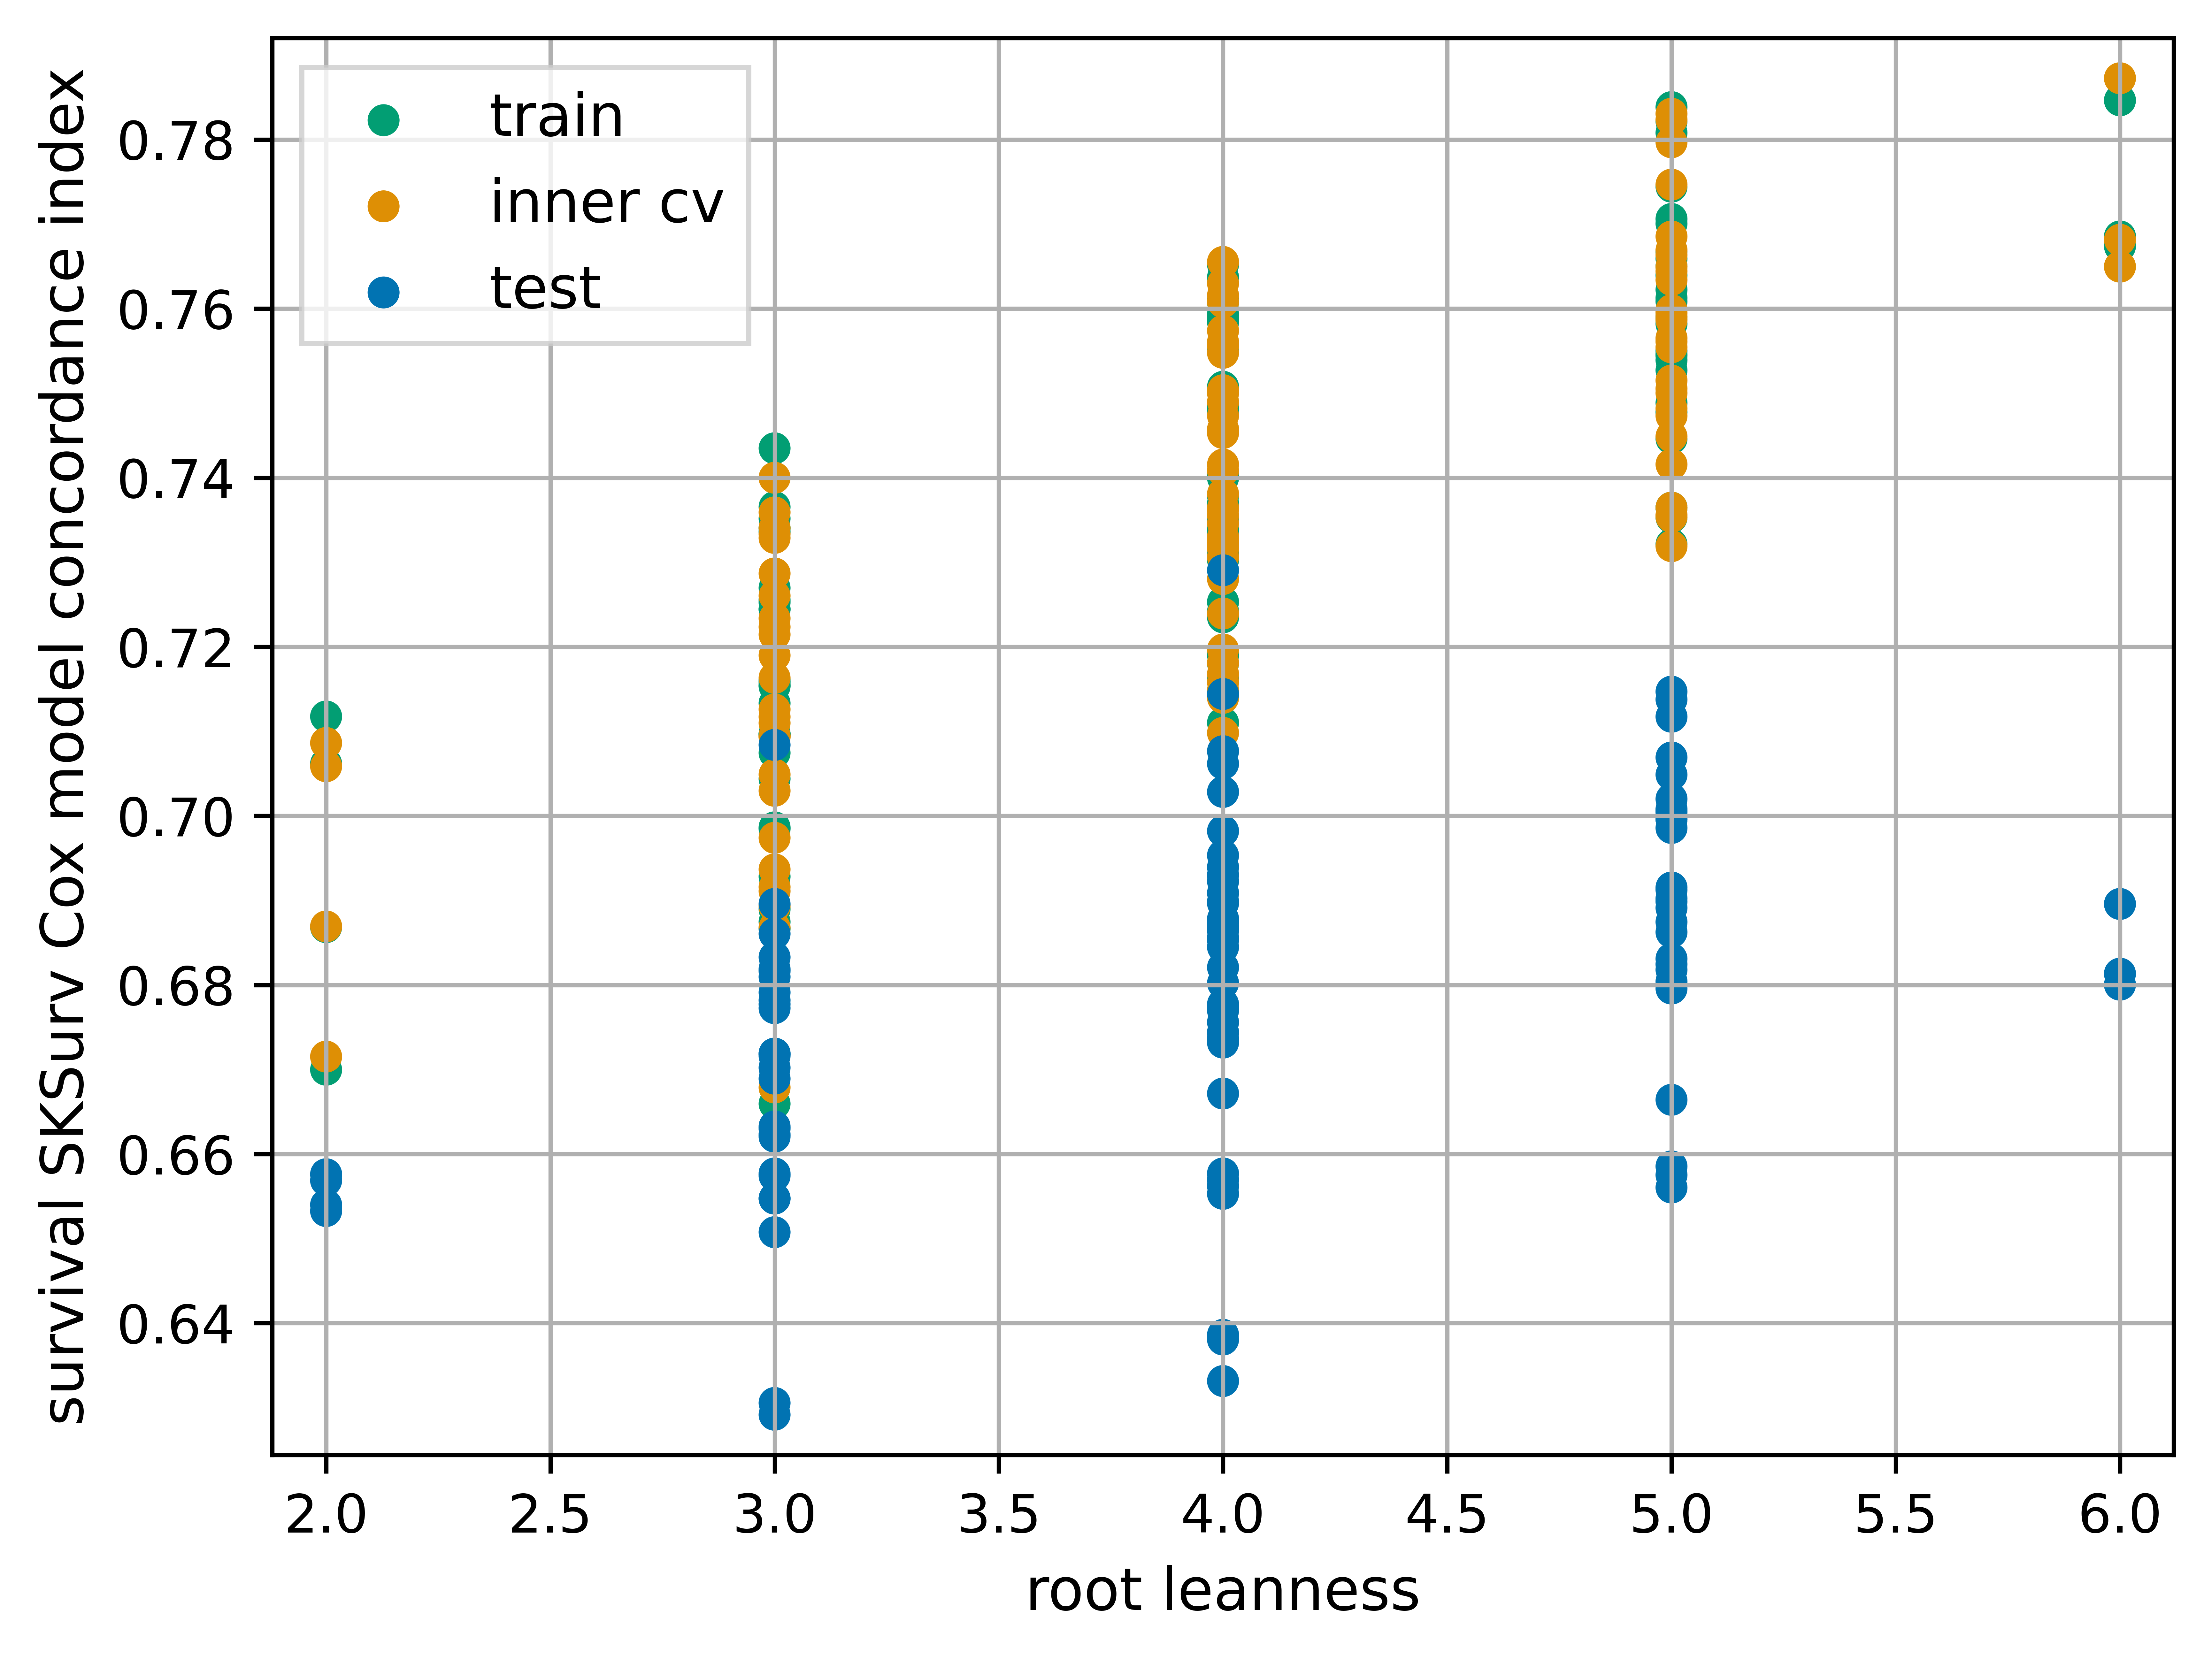 survival SKSurv Cox model concordance index
train
inner cv
test
0.78
0.76
0.74
0.72
0.70
0.68
0.66
0.64
2.0 2.5 3.0 3.5 4.0 4.5 5.0 5.5 6.0
root leanness